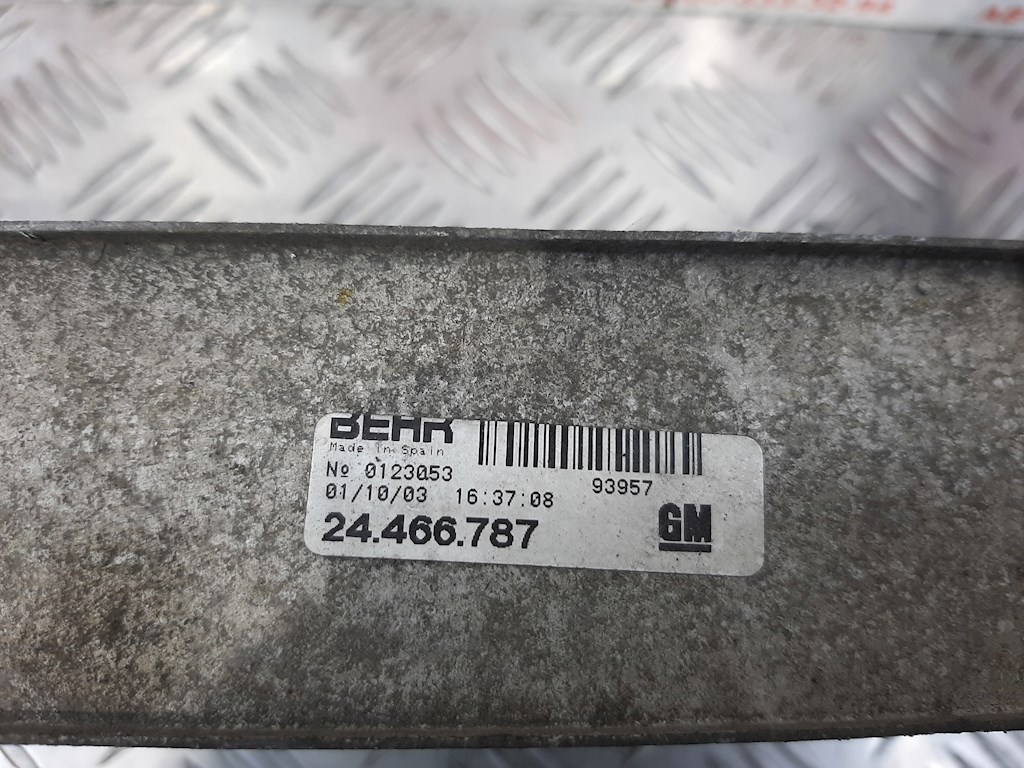 BEHR
Made in Spain
№ 0123053
93957
01/10/03 16:37:08
24.466.787
GM